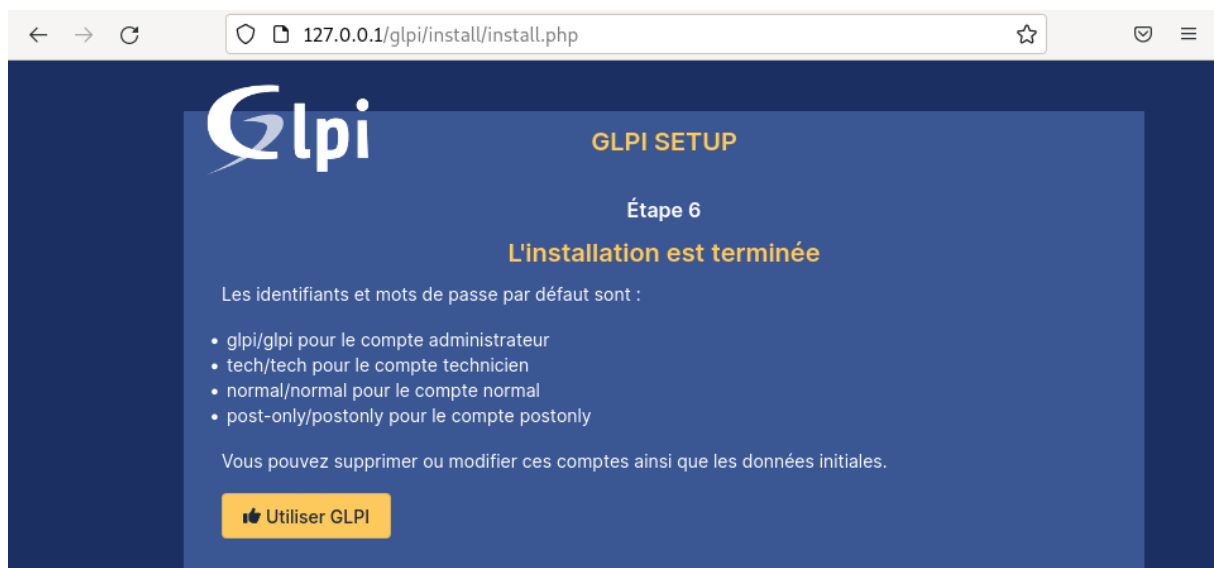 127.0.0.1/glpi/install/install.php
Glpi
GLPI SETUP
Étape 6
L'installation est terminée
Les identifiants et mots de passe par défaut sont :
• glpi/glpi pour le compte administrateur
• tech/tech pour le compte technicien
• normal/normal pour le compte normal
• post-only/postonly pour le compte postonly
Vous pouvez supprimer ou modifier ces comptes ainsi que les données initiales.
Utiliser GLPI